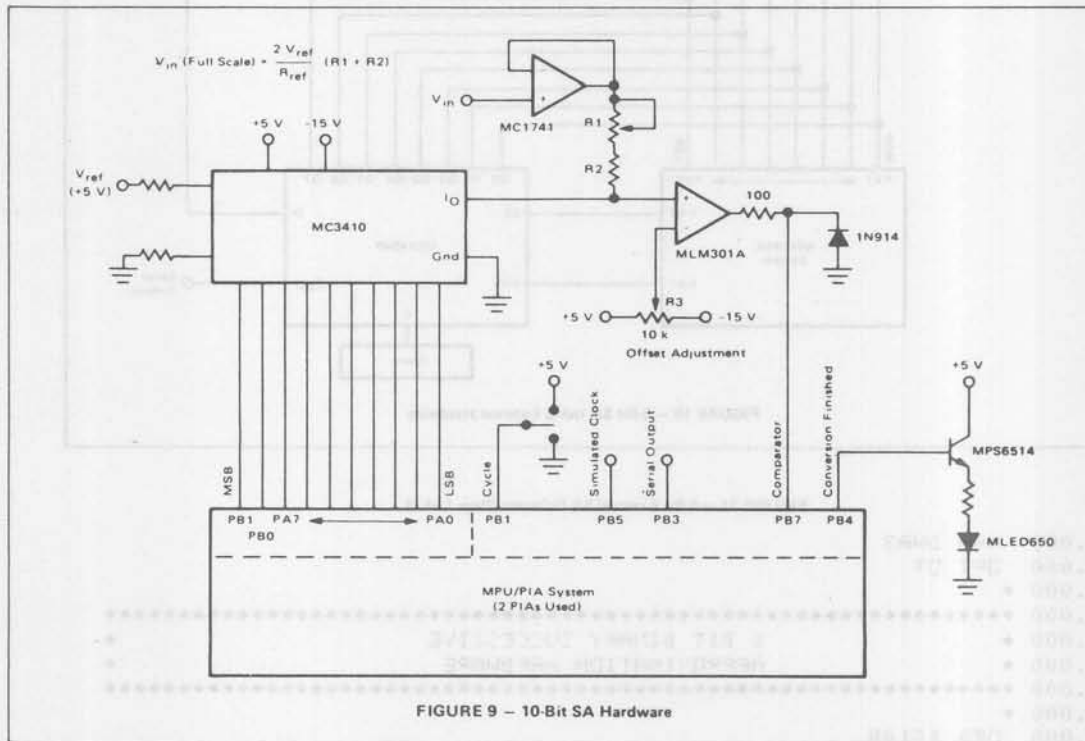 V_in (Full Scale) = 2 V_ref / R_ref (R1 + R2)
V_in
MC1741
R1
R2
+5 V
-15 V
V_ref
(+5 V)
MC3410
I_O
Gnd
+
-
100
MLM301A
1N914
R3
+5 V
-15 V
10 k
Offset Adjustment
+5 V
+5 V
MPS6514
MLED650
MSB
LSB
Cycle
Simulated Clock
Serial Output
Comparator
Conversion Finished
PB1
PB0
PA7
PA0
PB1
PB5
PB3
PB7
PB4
MPU/PIA System
(2 PIAs Used)
FIGURE 9 – 10-Bit SA Hardware